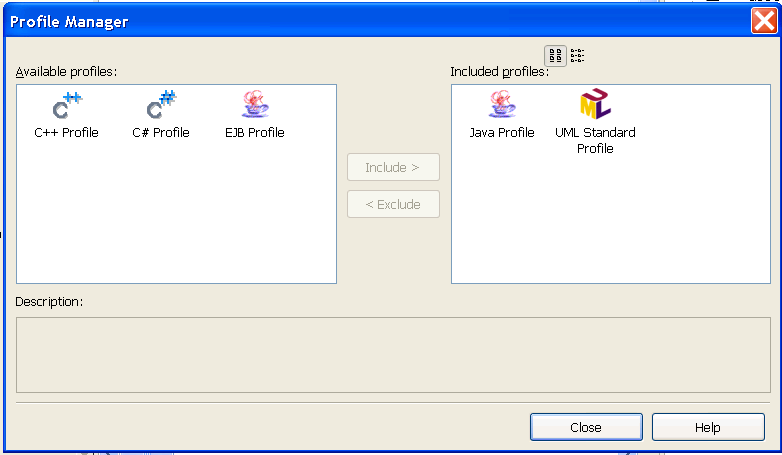 Profile Manager
Available profiles:
Included profiles:
C++ Profile
C# Profile
EJB Profile
Java Profile
UML Standard
Profile
Include >
< Exclude
Description:
Close
Help